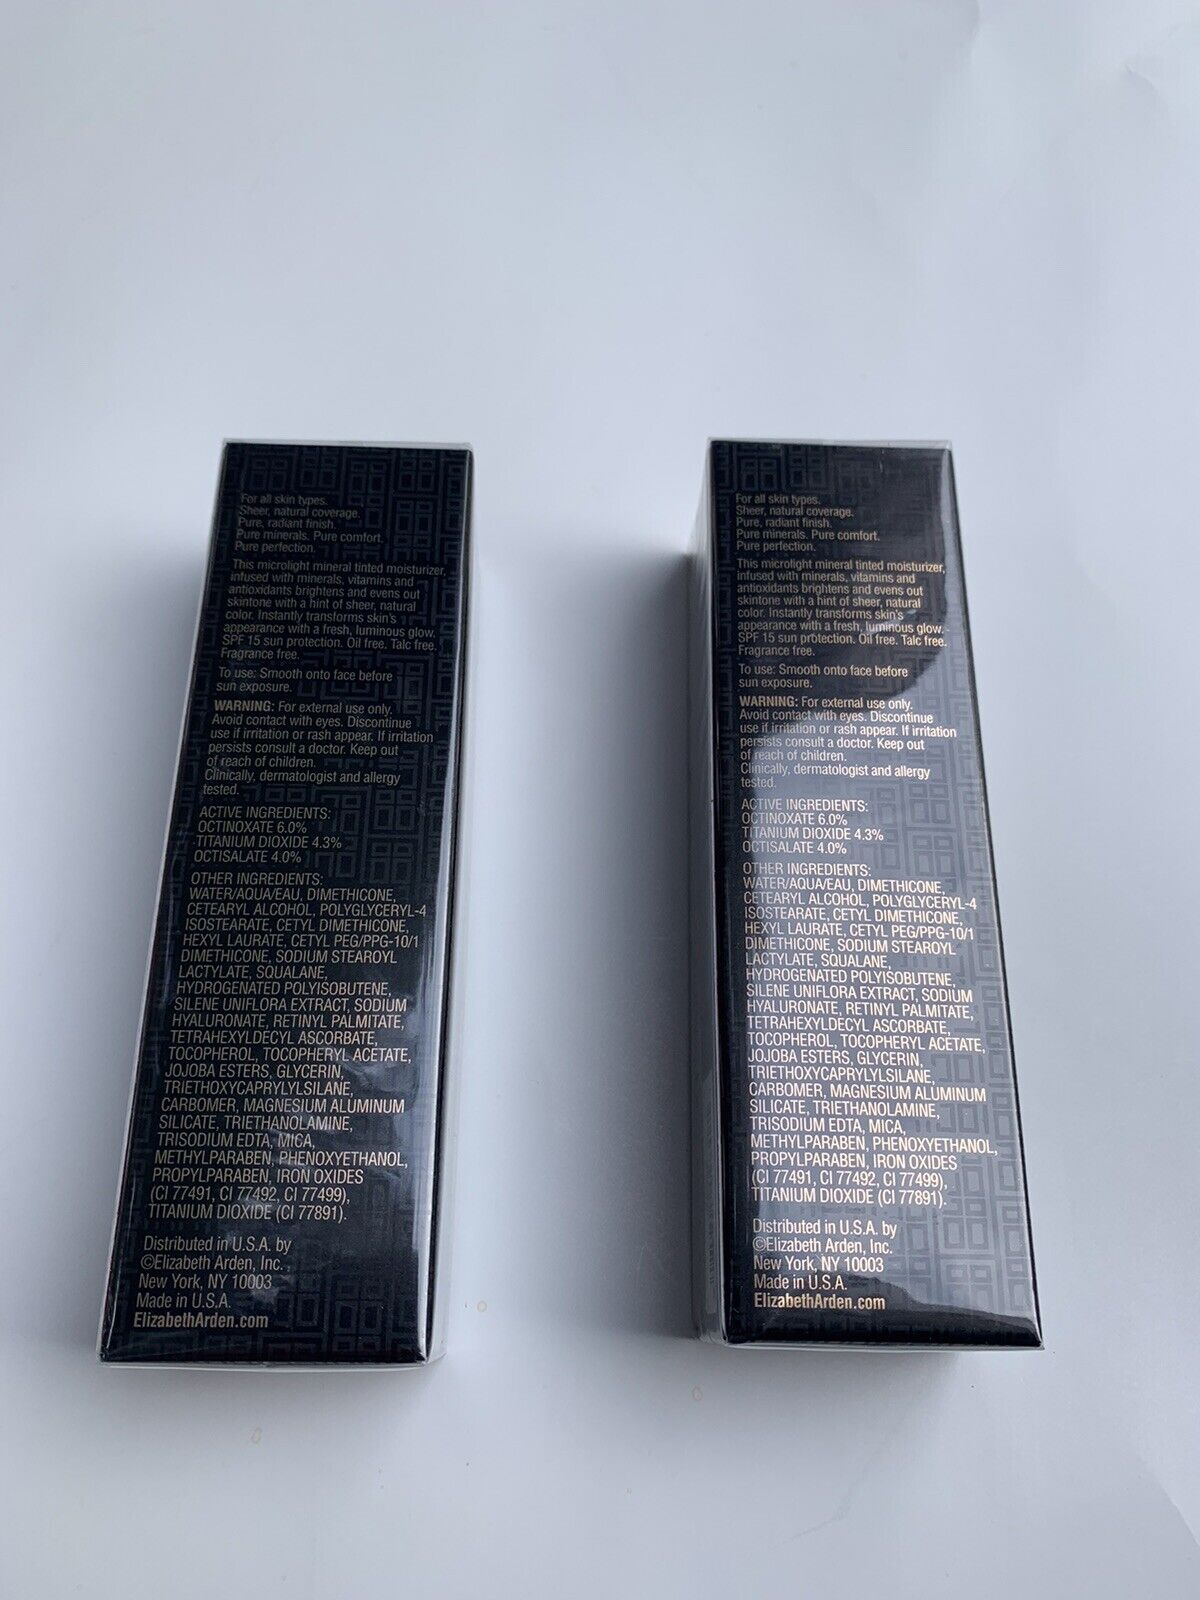 For all skin types.
Sheer, natural coverage.
Pure, radiant finish.
Pure minerals. Pure comfort.
Pure perfection.
This microlight mineral tinted moisturizer,
infused with minerals, vitamins and
antioxidants brightens and evens out
skintone with a hint of sheer, natural
color. Instantly transforms skin's
appearance with a fresh, luminous glow.
SPF 15 sun protection. Oil free. Talc free.
Fragrance free.
To use: Smooth onto face before
sun exposure.
WARNING: For external use only.
Avoid contact with eyes. Discontinue
use if irritation or rash appear. If irritation
persists consult a doctor. Keep out
of reach of children.
Clinically, dermatologist and allergy
tested.
ACTIVE INGREDIENTS:
OCTINOXATE 6.0%
TITANIUM DIOXIDE 4.3%
OCTISALATE 4.0%
OTHER INGREDIENTS:
WATER/AQUA/EAU, DIMETHICONE,
CETEARYL ALCOHOL, POLYGLYCERYL-4
ISOSTEARATE, CETYL DIMETHICONE,
HEXYL LAURATE, CETYL PEG/PPG-10/1
DIMETHICONE, SODIUM STEAROYL
LACTYLATE, SQUALANE,
HYDROGENATED POLYISOBUTENE,
SILENE UNIFLORA EXTRACT, SODIUM
HYALURONATE, RETINYL PALMITATE,
TETRAHEXYLDECYL ASCORBATE,
TOCOPHEROL, TOCOPHERYL ACETATE,
JOJOBA ESTERS, GLYCERIN,
TRIETHOXYCAPRYLYLSILANE,
CARBOMER, MAGNESIUM ALUMINUM
SILICATE, TRIETHANOLAMINE,
TRISODIUM EDTA, MICA,
METHYLPARABEN, PHENOXYETHANOL,
PROPYLPARABEN, IRON OXIDES
(CI 77491, CI 77492, CI 77499),
TITANIUM DIOXIDE (CI 77891).
Distributed in U.S.A. by
©Elizabeth Arden, Inc.
New York, NY 10003
Made in U.S.A.
ElizabethArden.com
For all skin types.
Sheer, natural coverage.
Pure, radiant finish.
Pure minerals. Pure comfort.
Pure perfection.
This microlight mineral tinted moisturizer,
infused with minerals, vitamins and
antioxidants brightens and evens out
skintone with a hint of sheer, natural
color. Instantly transforms skin's
appearance with a fresh, luminous glow.
SPF 15 sun protection. Oil free. Talc free.
Fragrance free.
To use: Smooth onto face before
sun exposure.
WARNING: For external use only.
Avoid contact with eyes. Discontinue
use if irritation or rash appear. If irritation
persists consult a doctor. Keep out
of reach of children.
Clinically, dermatologist and allergy
tested.
ACTIVE INGREDIENTS:
OCTINOXATE 6.0%
TITANIUM DIOXIDE 4.3%
OCTISALATE 4.0%
OTHER INGREDIENTS:
WATER/AQUA/EAU, DIMETHICONE,
CETEARYL ALCOHOL, POLYGLYCERYL-4
ISOSTEARATE, CETYL DIMETHICONE,
HEXYL LAURATE, CETYL PEG/PPG-10/1
DIMETHICONE, SODIUM STEAROYL
LACTYLATE, SQUALANE,
HYDROGENATED POLYISOBUTENE,
SILENE UNIFLORA EXTRACT, SODIUM
HYALURONATE, RETINYL PALMITATE,
TETRAHEXYLDECYL ASCORBATE,
TOCOPHEROL, TOCOPHERYL ACETATE,
JOJOBA ESTERS, GLYCERIN,
TRIETHOXYCAPRYLYLSILANE,
CARBOMER, MAGNESIUM ALUMINUM
SILICATE, TRIETHANOLAMINE,
TRISODIUM EDTA, MICA,
METHYLPARABEN, PHENOXYETHANOL,
PROPYLPARABEN, IRON OXIDES
(CI 77491, CI 77492, CI 77499),
TITANIUM DIOXIDE (CI 77891).
Distributed in U.S.A. by
©Elizabeth Arden, Inc.
New York, NY 10003
Made in U.S.A.
ElizabethArden.com